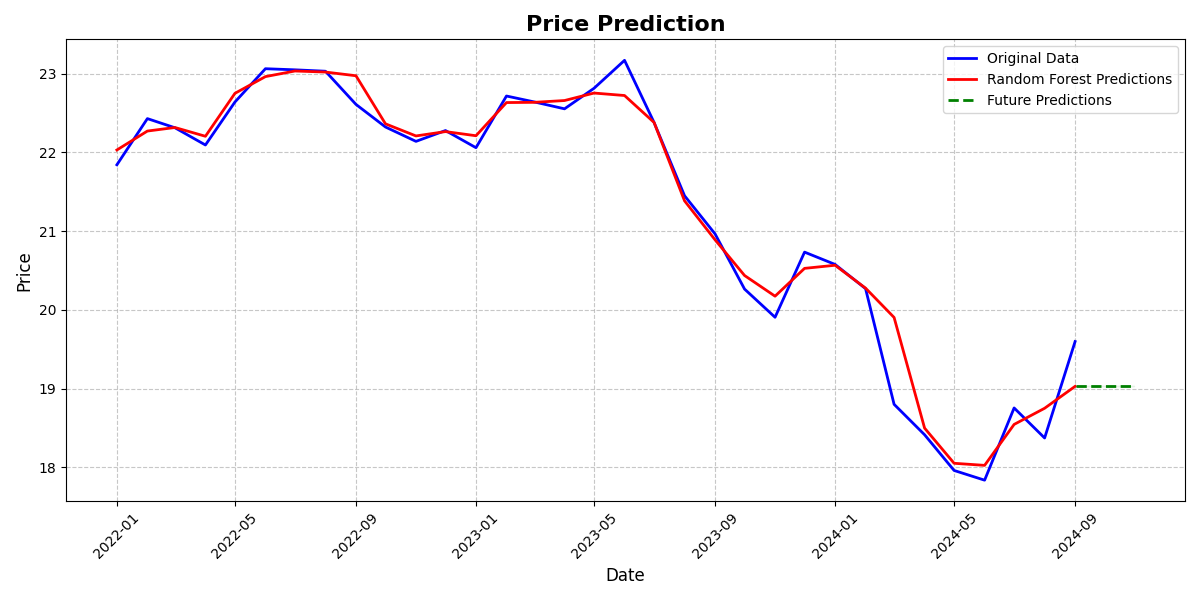 Price Prediction
Original Data
Random Forest Predictions
Future Predictions
Price
23
22
21
20
19
18
2022-01
2022-05
2022-09
2023-01
2023-05
2023-09
2024-01
2024-05
2024-09
Date